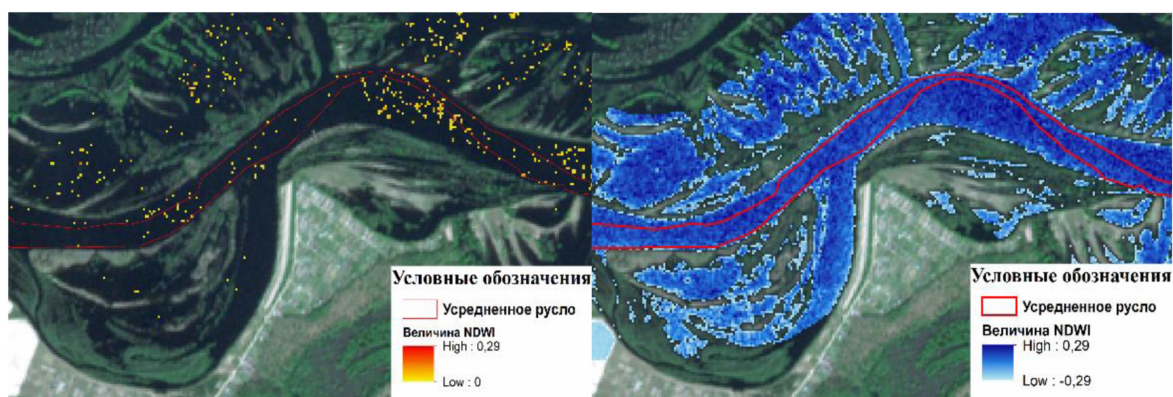 Условные обозначения
Усредненное русло
Величина NDWI
High : 0,29
Low : 0
Условные обозначения
Усредненное русло
Величина NDWI
High : 0,29
Low : -0,29